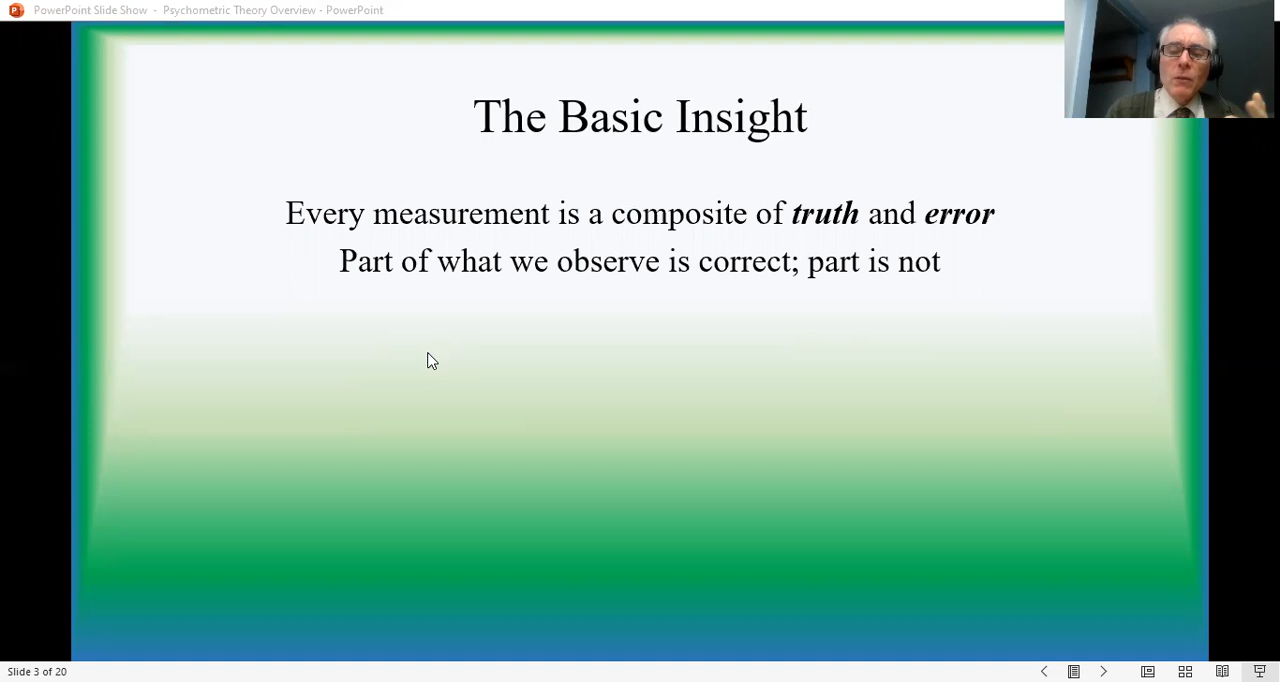 PowerPoint Slide Show - Psychometric Theory Overview - PowerPoint
The Basic Insight
Every measurement is a composite of truth and error
Part of what we observe is correct; part is not
Slide 3 of 20